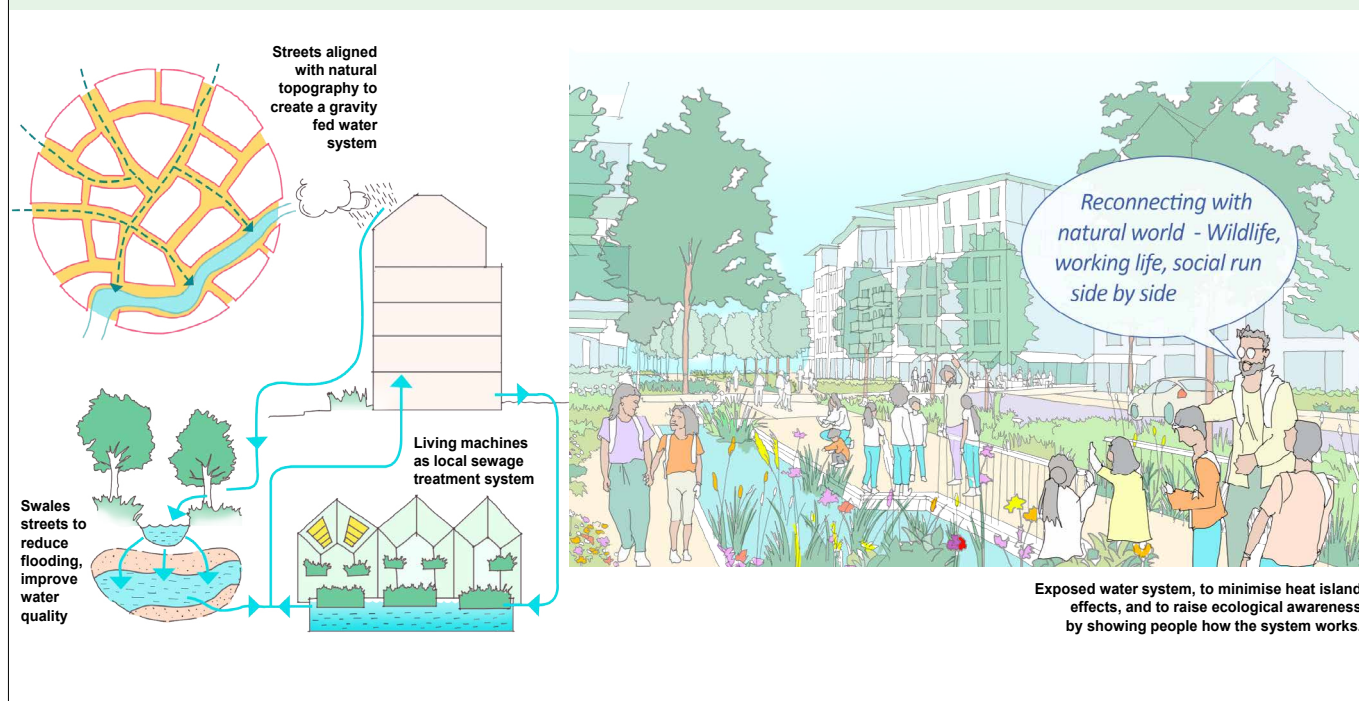 Streets aligned
with natural
topography to
create a gravity
fed water
system
Swales
streets to
reduce
flooding,
improve
water
quality
Living machines
as local sewage
treatment system
Reconnecting with
natural world - Wildlife,
working life, social run
side by side
Exposed water system, to minimise heat island
effects, and to raise ecological awareness
by showing people how the system works.